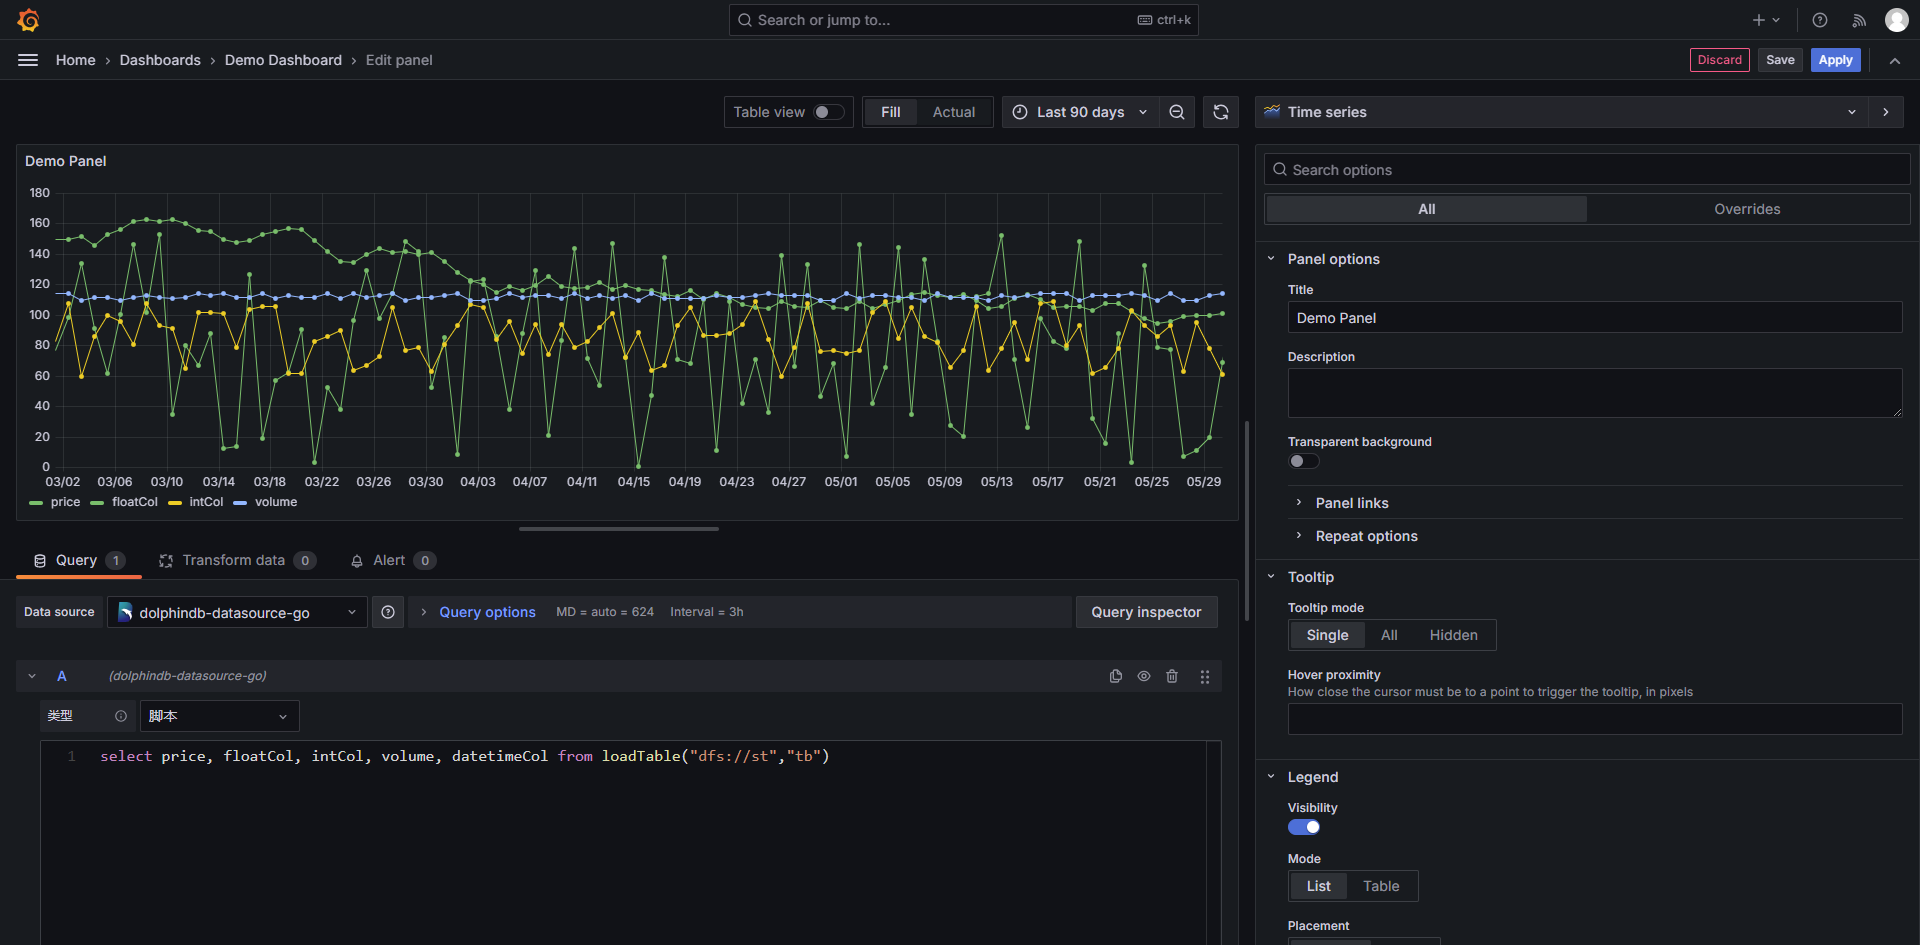 Search or jump to...
ctrl+k
Home › Dashboards › Demo Dashboard › Edit panel
Discard
Save
Apply
Table view
Fill
Actual
Last 90 days
Time series
Demo Panel
180
160
140
120
100
80
60
40
20
0
03/02 03/06 03/10 03/14 03/18 03/22 03/26 03/30 04/03 04/07 04/11 04/15 04/19 04/23 04/27 05/01 05/05 05/09 05/13 05/17 05/21 05/25 05/29
price floatCol intCol volume
Query 1
Transform data 0
Alert 0
Data source
dolphindb-datasource-go
Query options
MD = auto = 624
Interval = 3h
Query inspector
A
(dolphindb-datasource-go)
类型
脚本
1 select price, floatCol, intCol, volume, datetimeCol from loadTable("dfs://st","tb")
Search options
All
Overrides
Panel options
Title
Demo Panel
Description
Transparent background
Panel links
Repeat options
Tooltip
Tooltip mode
Single
All
Hidden
Hover proximity
How close the cursor must be to a point to trigger the tooltip, in pixels
Legend
Visibility
Mode
List
Table
Placement